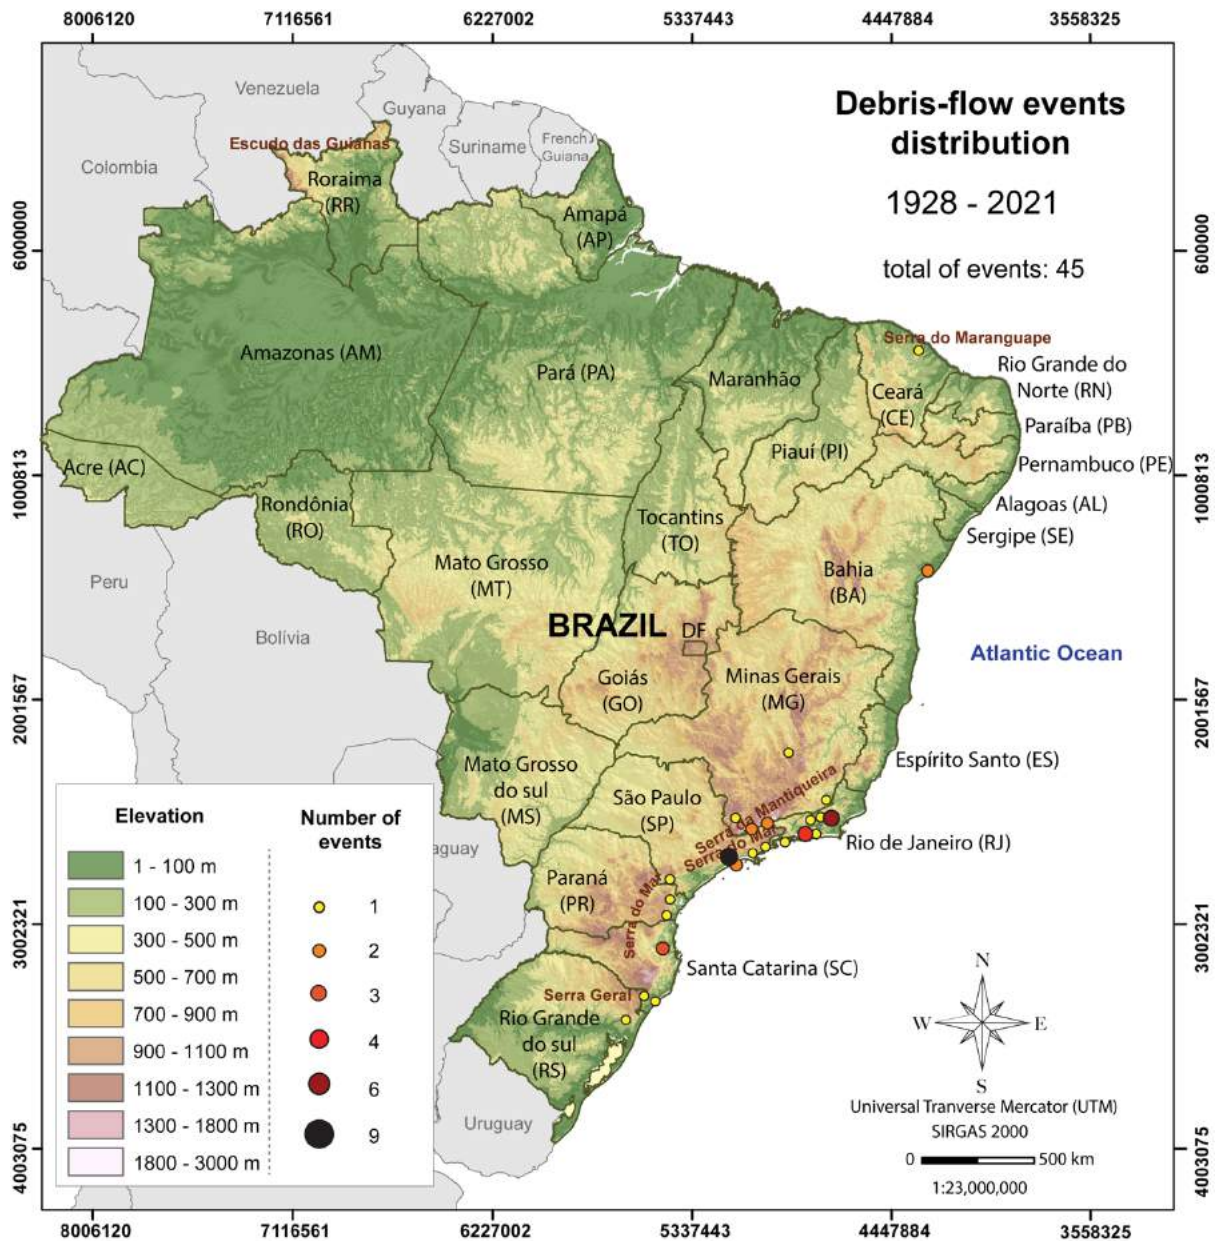 8006120 7116561 6227002 5337443 4447884 3558325
Debris-flow events
distribution
1928 - 2021
total of events: 45
Venezuela
Guyana
Suriname
French
Guiana
Colombia
Escudo das Guianas
Roraima
(RR)
Amapá
(AP)
6000000
6000000
Amazonas (AM)
Pará (PA)
Maranhão
Serra do Maranguape
Ceará
(CE)
Rio Grande do
Norte (RN)
Paraíba (PB)
Piauí (PI)
Pernambuco (PE)
Acre (AC)
1000813
1000813
Rondônia
(RO)
Tocantins
(TO)
Alagoas (AL)
Sergipe (SE)
Peru
Mato Grosso
(MT)
Bahia
(BA)
Bolívia
BRAZIL
DF
Atlantic Ocean
Goiás
(GO)
Minas Gerais
(MG)
2001567
2001567
Mato Grosso
do sul
(MS)
São Paulo
(SP)
Espírito Santo (ES)
Serra da Mantiqueira
Serra do Mar
Rio de Janeiro (RJ)
aguay
Paraná
(PR)
Serra do Mar
3002321
3002321
Santa Catarina (SC)
Serra Geral
Rio Grande
do sul
(RS)
Uruguay
Elevation
1 - 100 m
100 - 300 m
300 - 500 m
500 - 700 m
700 - 900 m
900 - 1100 m
1100 - 1300 m
1300 - 1800 m
1800 - 3000 m
Number of
events
1
2
3
4
6
9
N
W E
S
Universal Tranverse Mercator (UTM)
SIRGAS 2000
0 500 km
1:23,000,000
4003075
4003075
8006120 7116561 6227002 5337443 4447884 3558325